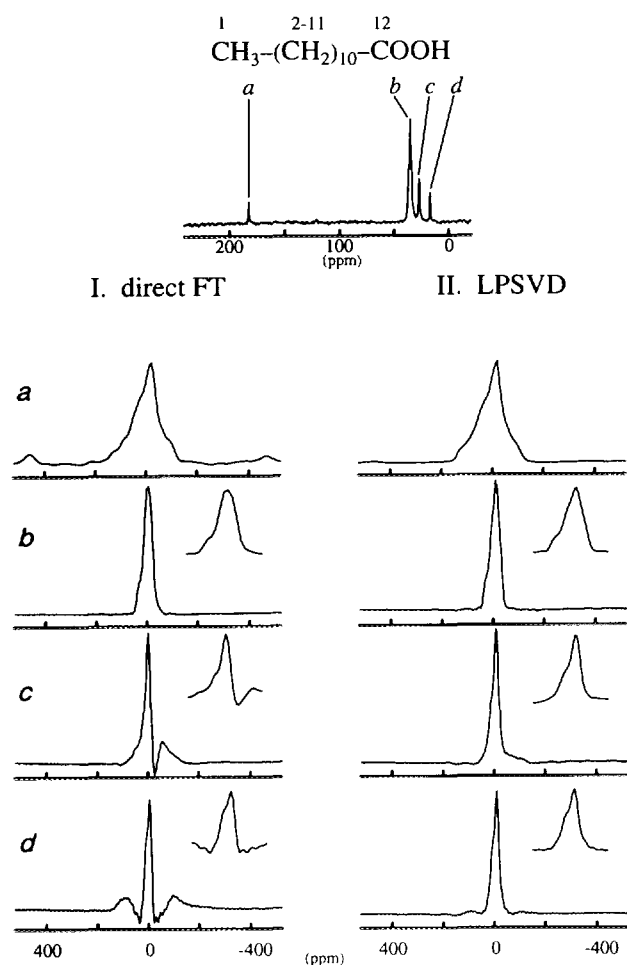 1 2-11 12
CH₃–(CH₂)₁₀–COOH
a b c d
200 100 0
(ppm)
I. direct FT II. LPSVD
a
b
c
d
400 0 -400 (ppm) 400 0 -400